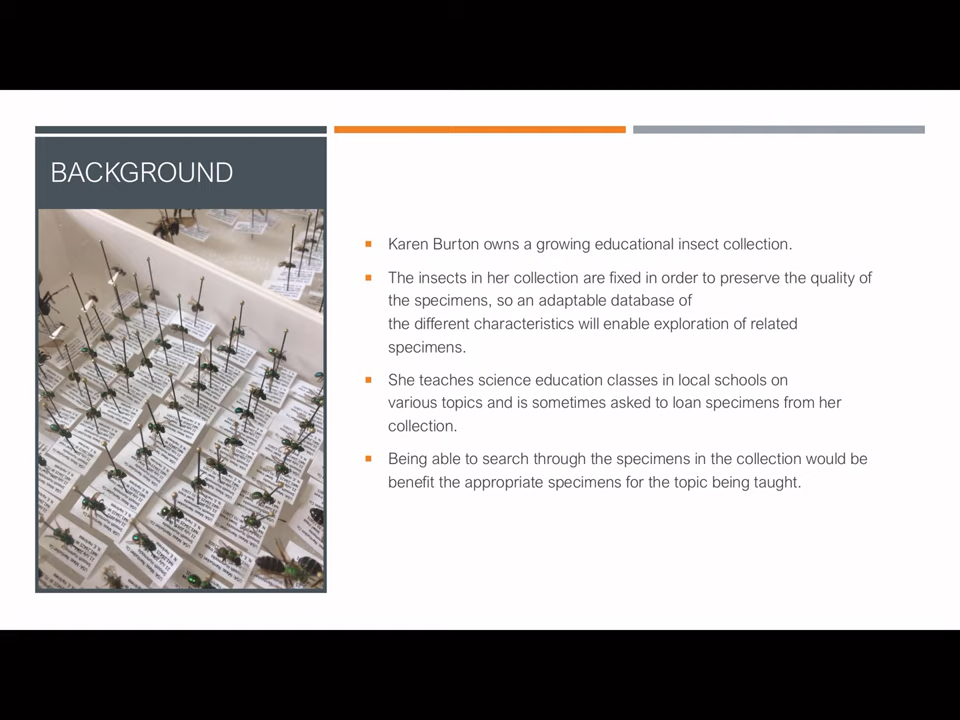 BACKGROUND
Karen Burton owns a growing educational insect collection.
The insects in her collection are fixed in order to preserve the quality of
the specimens, so an adaptable database of
the different characteristics will enable exploration of related
specimens.
She teaches science education classes in local schools on
various topics and is sometimes asked to loan specimens from her
collection.
Being able to search through the specimens in the collection would be
benefit the appropriate specimens for the topic being taught.